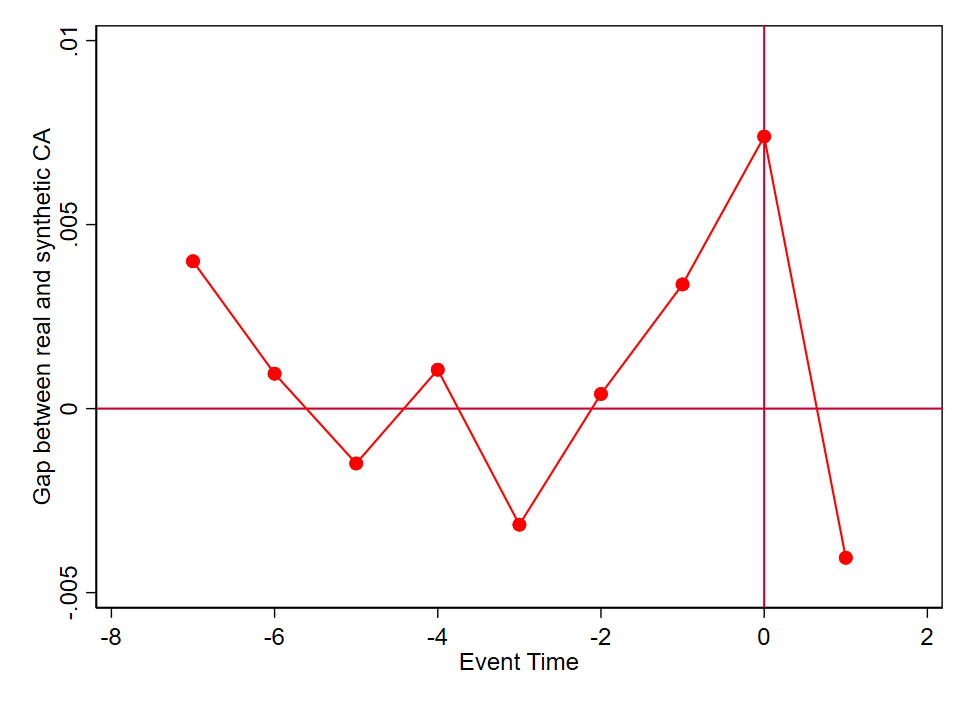 .01
.005
0
-.005
Gap between real and synthetic CA
-8 -6 -4 -2 0 2
Event Time